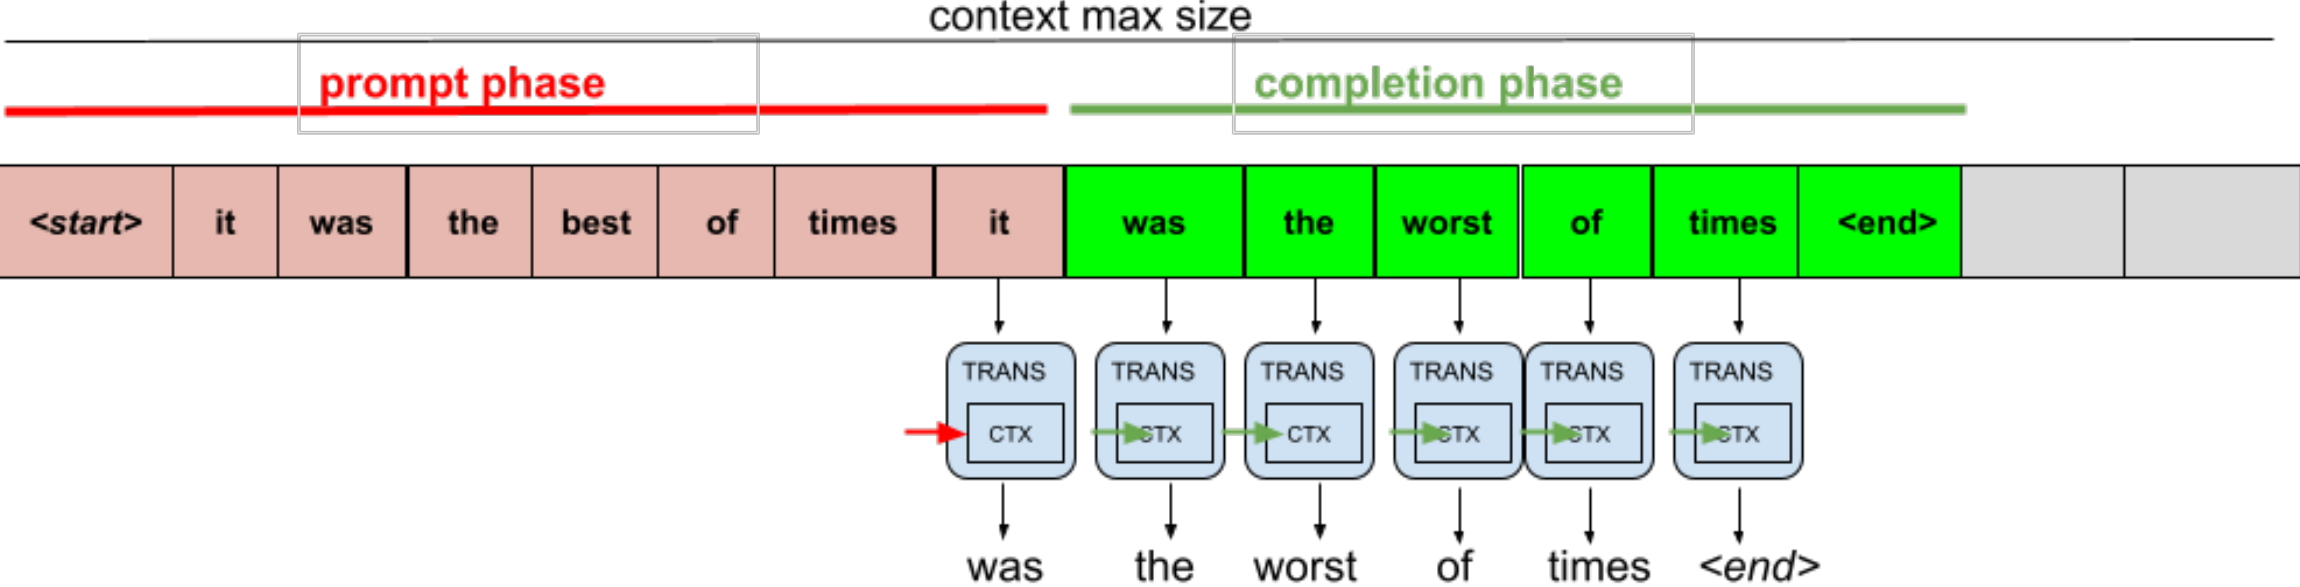 context max size
prompt phase completion phase
<start> it was the best of times it was the worst of times <end>
TRANS TRANS TRANS TRANS TRANS TRANS
CTX CTX CTX CTX CTX CTX
was the worst of times <end>